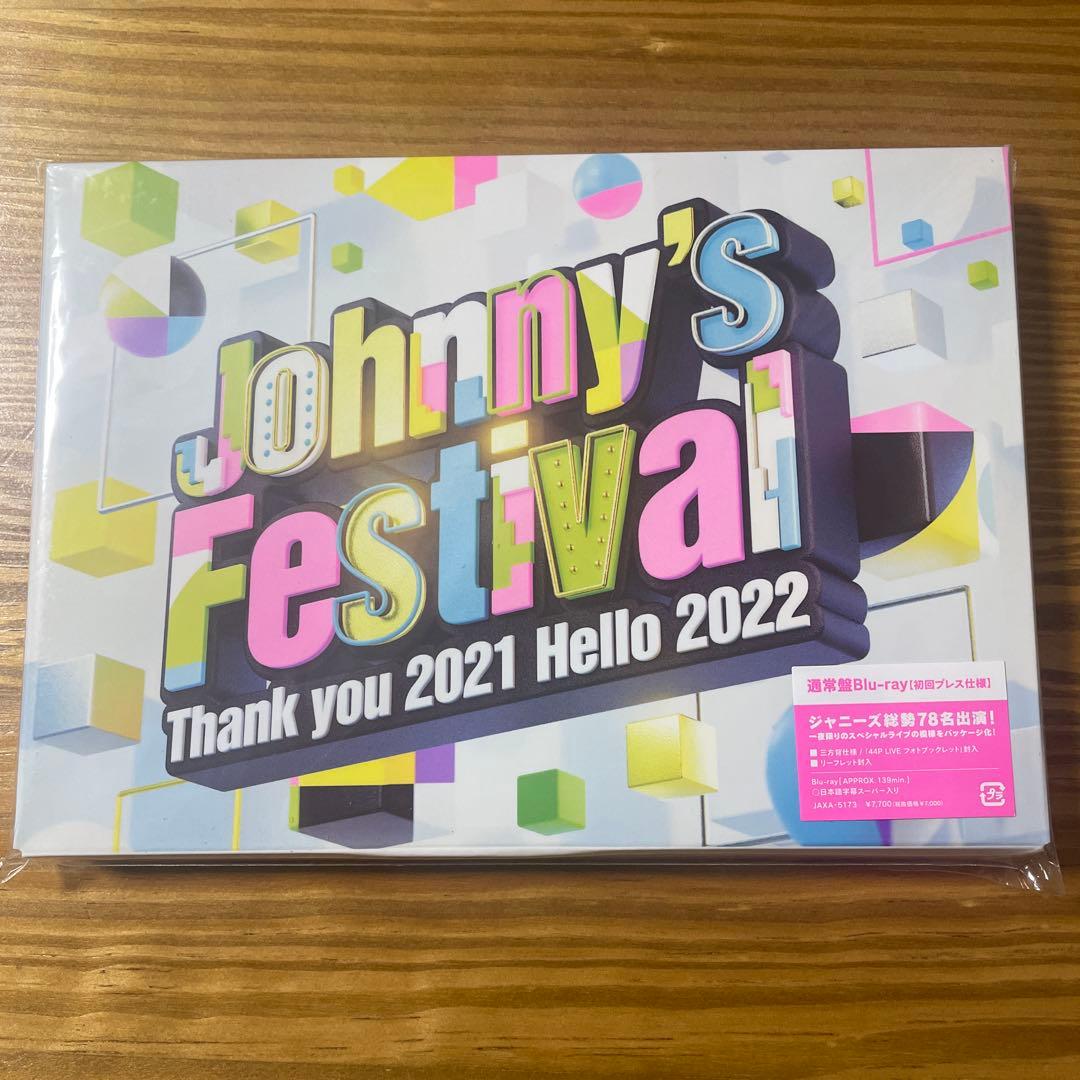 Johnny's
Festival
Thank you 2021 Hello 2022
通常盤Blu-ray【初回プレス仕様】
ジャニーズ総勢78名出演!
一夜限りのスペシャルライブの模様をパッケージ化!
■三方背仕様/「44P LIVE フォトブックレット」封入
■リーフレット封入
Blu-ray[APPROX.139min.]
○日本語字幕スーパー入り
JAXA-5173 ¥7,700(税抜価格¥7,000)
タラ